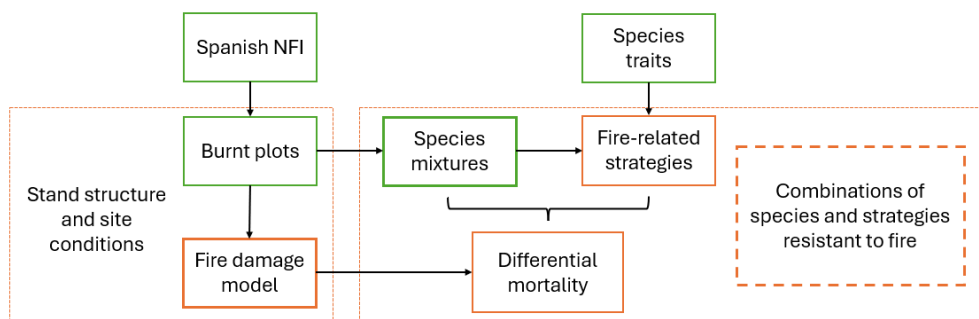 Spanish NFI
Species
traits
Burnt plots
Species
mixtures
Fire-related
strategies
Stand structure
and site
conditions
Combinations of
species and strategies
resistant to fire
Fire damage
model
Differential
mortality